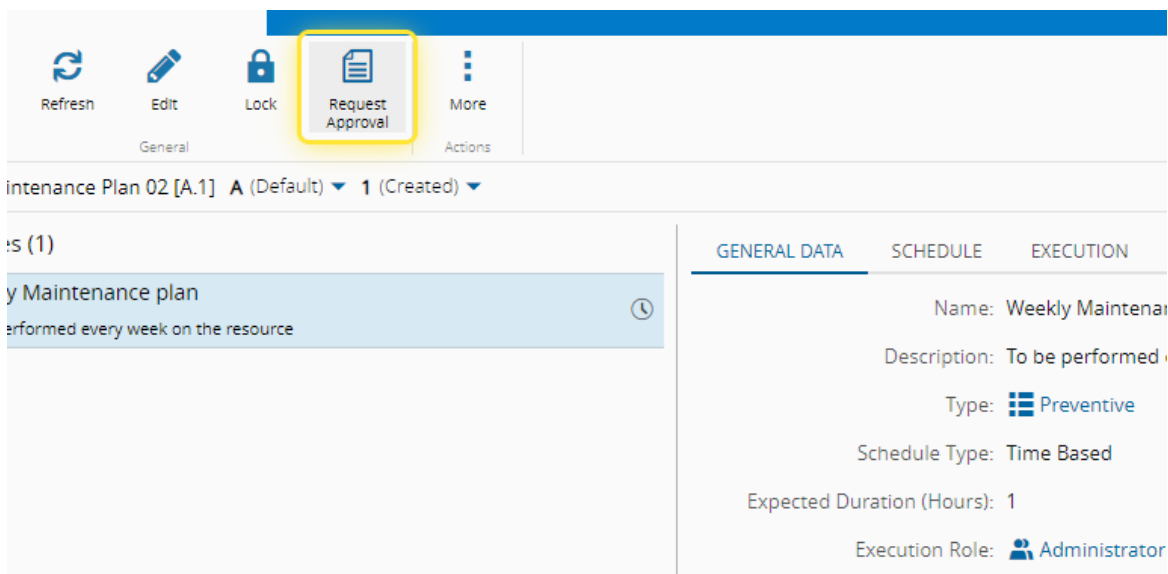 Refresh Edit Lock Request Approval More
General Actions
intenance Plan 02 [A.1] A (Default) 1 (Created)
es (1)
y Maintenance plan
erformed every week on the resource
GENERAL DATA SCHEDULE EXECUTION
Name: Weekly Maintenan
Description: To be performed
Type: Preventive
Schedule Type: Time Based
Expected Duration (Hours): 1
Execution Role: Administrator